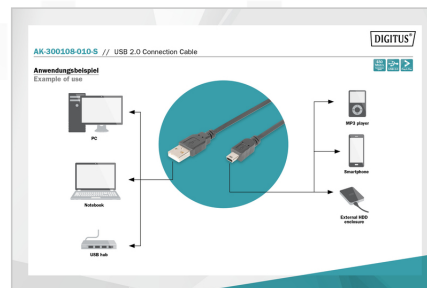 DIGITUS®
AK-300108-010-S // USB 2.0 Connection Cable
Anwendungsbeispiel
Example of use
PC
MP3 player
Notebook
Smartphone
External HDD
enclosure
USB hub